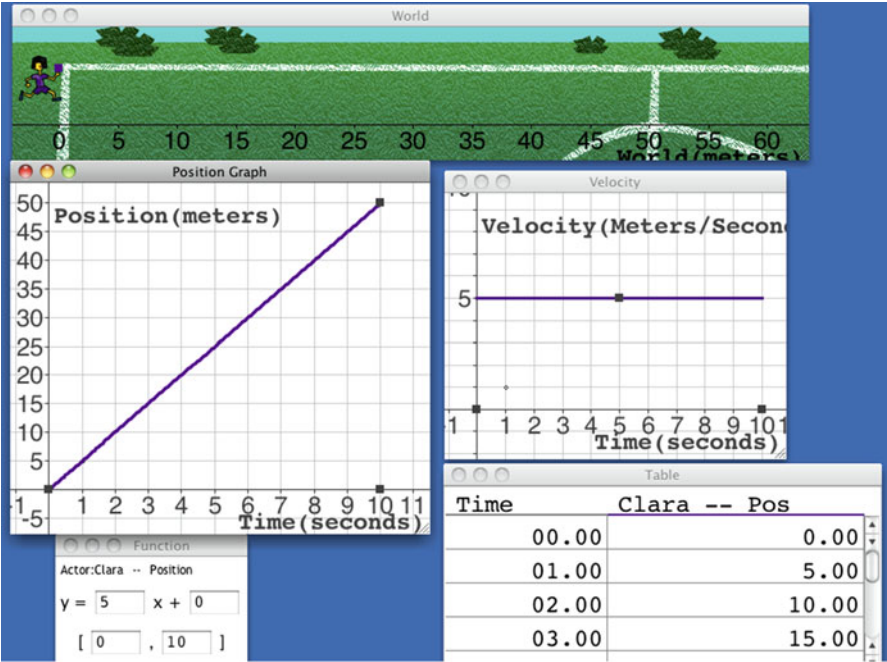 World
0 5 10 15 20 25 30 35 40 45 50 55 60
World(meters)
Position Graph
Position(meters)
50
45
40
35
30
25
20
15
10
5
-5
-1 1 2 3 4 5 6 7 8 9 10 11
Time(seconds)
Velocity
Velocity(Meters/Secon
5
-1 1 2 3 4 5 6 7 8 9 10
Time(seconds)
Function
Actor:Clara -- Position
y = 5 x + 0
[ 0 , 10 ]
Table
Time Clara -- Pos
00.00 0.00
01.00 5.00
02.00 10.00
03.00 15.00